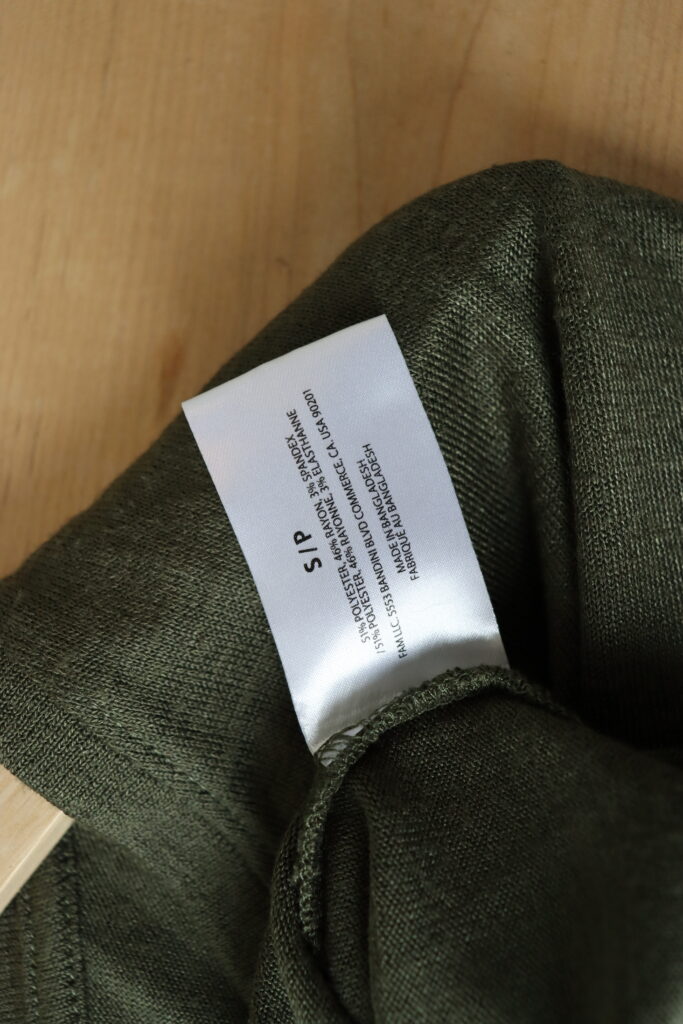 S / P
51% POLYESTER, 46% RAYON, 3% SPANDEX
/ 51% POLYESTER, 46% RAYONNE, 3% ELASTHANNE
FAM LLC. 5553 BANDINI BLVD COMMERCE, CA. USA 90201
MADE IN BANGLADESH
FABRIQUE AU BANGLADESH